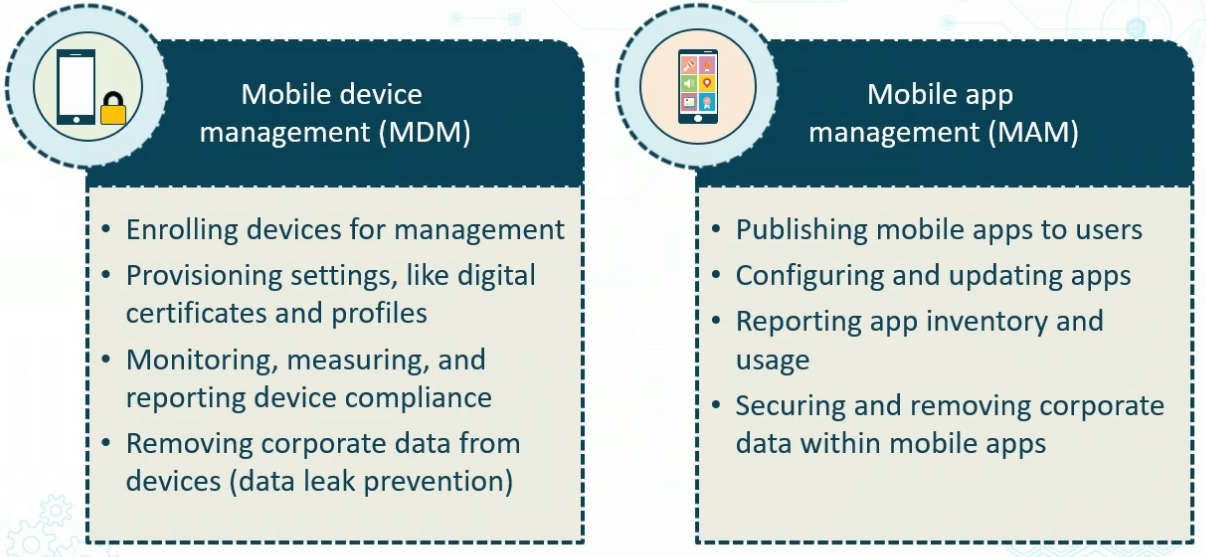 Mobile device
management (MDM)
• Enrolling devices for management
• Provisioning settings, like digital
certificates and profiles
• Monitoring, measuring, and
reporting device compliance
• Removing corporate data from
devices (data leak prevention)
Mobile app
management (MAM)
• Publishing mobile apps to users
• Configuring and updating apps
• Reporting app inventory and
usage
• Securing and removing corporate
data within mobile apps